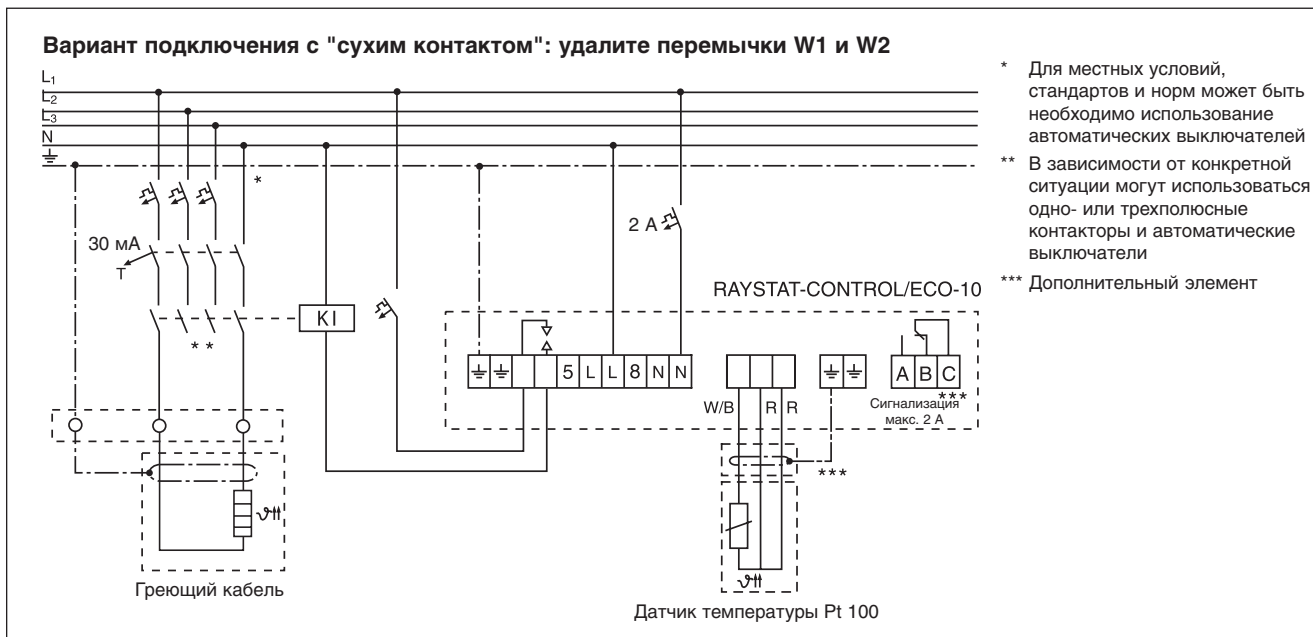 Вариант подключения с "сухим контактом": удалите перемычки W1 и W2
L1
L2
L3
N
*
30 мА
T
* *
KI
2 А
RAYSTAT-CONTROL/ECO-10
5 L L 8 N N
A B C
***
W/B R R
Сигнализация
макс. 2 А
***
Греющий кабель
Датчик температуры Pt 100
* Для местных условий,
стандартов и норм может быть
необходимо использование
автоматических выключателей
** В зависимости от конкретной
ситуации могут использоваться
одно- или трехполюсные
контакторы и автоматические
выключатели
*** Дополнительный элемент